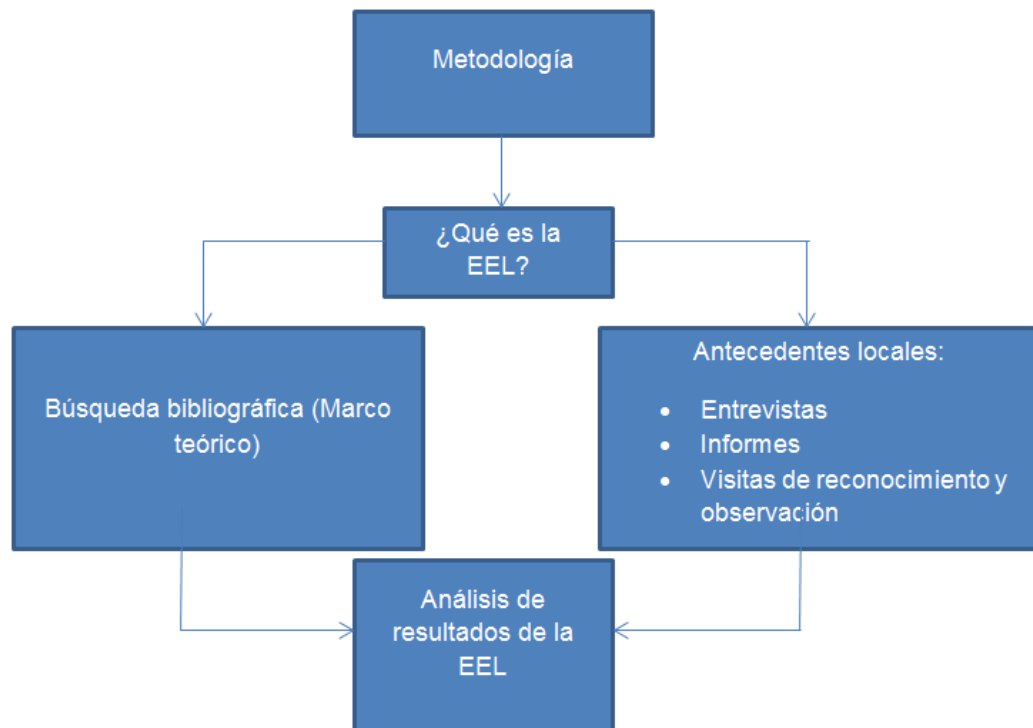 Metodología
¿Qué es la
EEL?
Búsqueda bibliográfica (Marco
teórico)
Antecedentes locales:
• Entrevistas
• Informes
• Visitas de reconocimiento y
observación
Análisis de
resultados de la
EEL